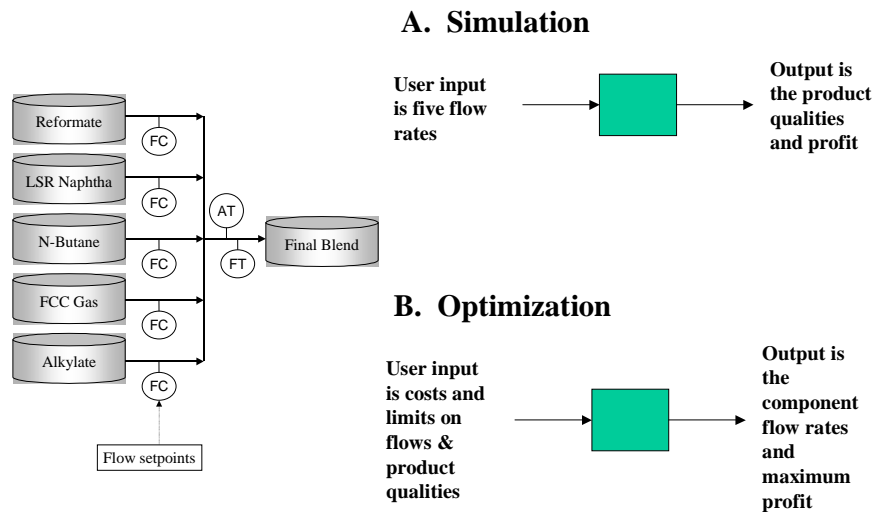 A. Simulation
User input
is five flow
rates
Output is
the product
qualities
and profit
Reformate
FC
LSR Naphtha
FC
AT
N-Butane
Final Blend
FC
FT
FCC Gas
FC
Alkylate
FC
Flow setpoints
B. Optimization
User input
is costs and
limits on
flows &
product
qualities
Output is
the
component
flow rates
and
maximum
profit